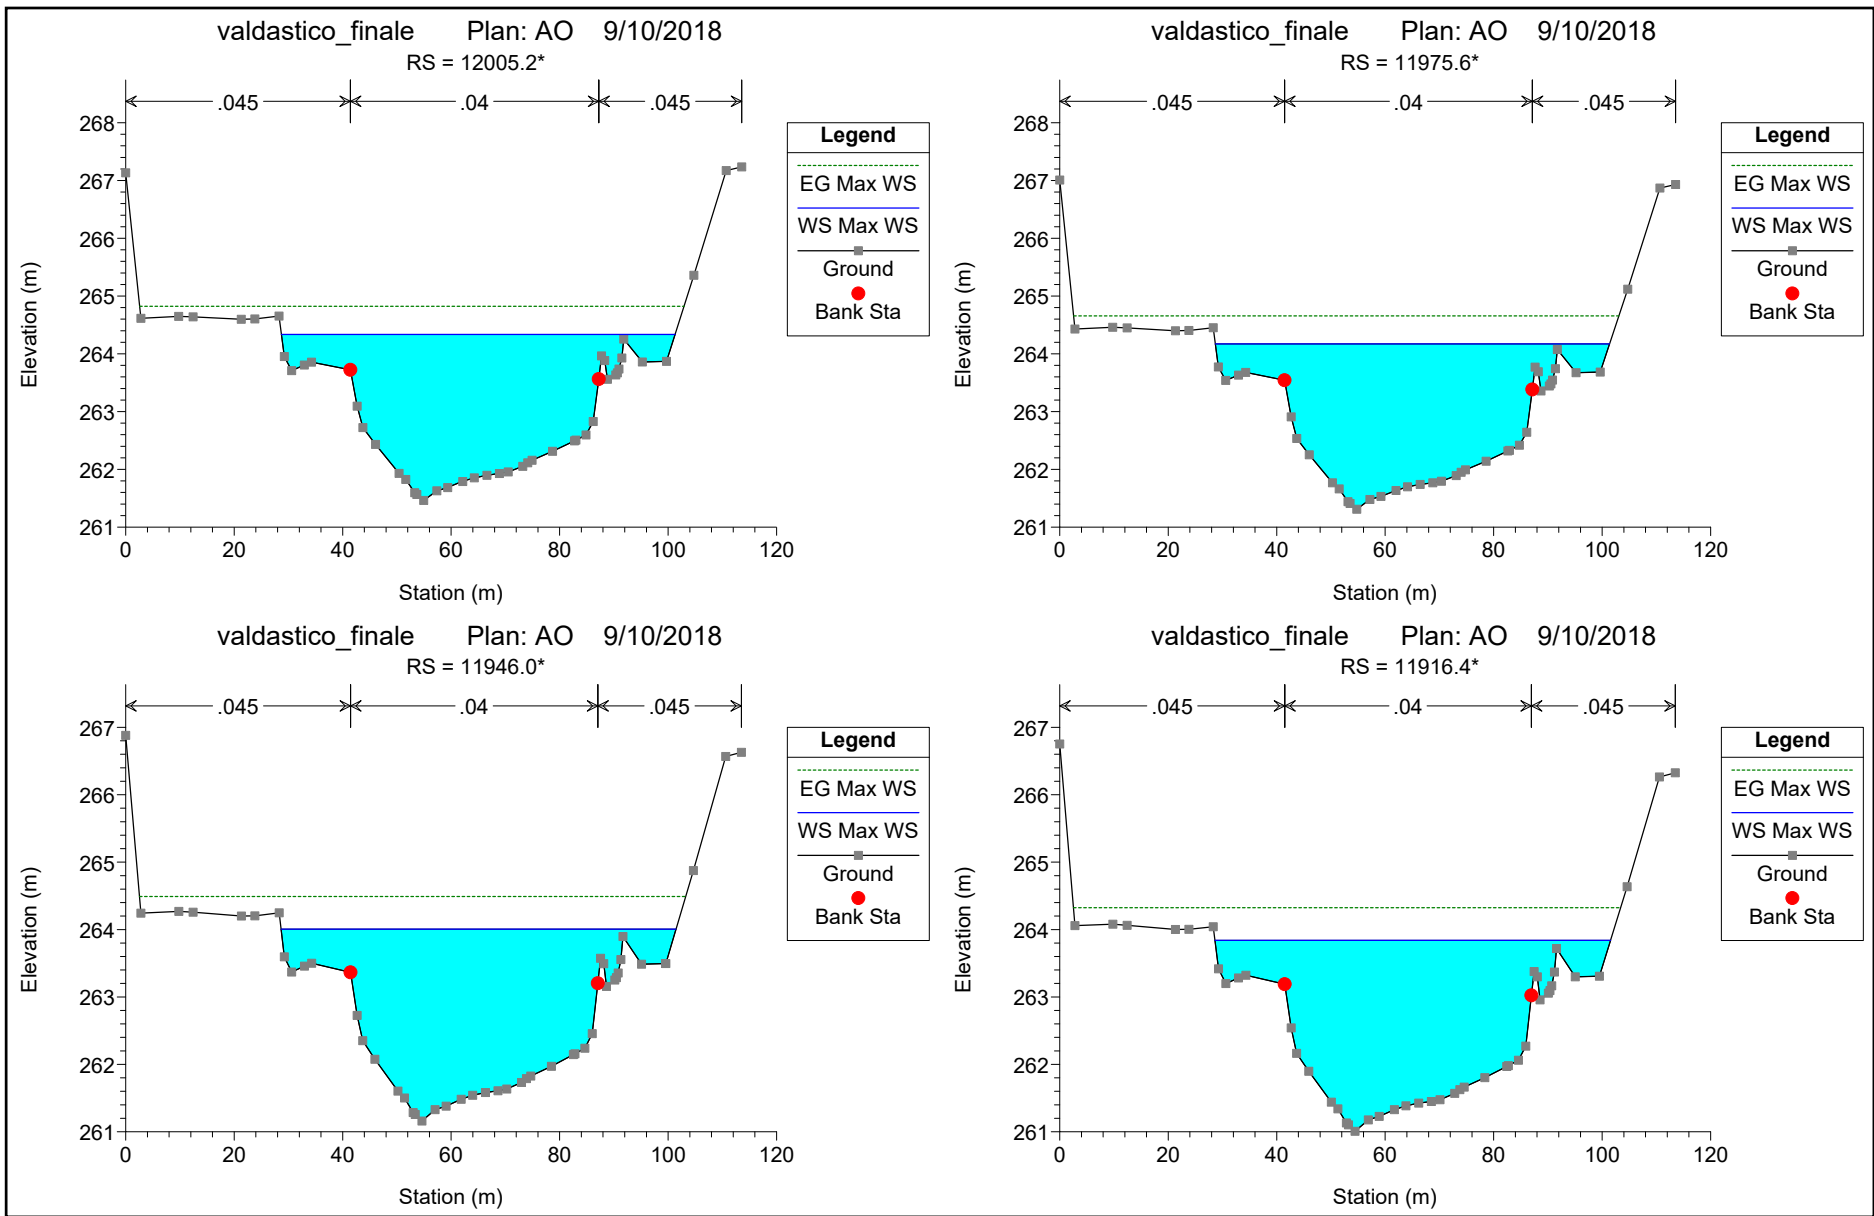 valdastico_finale Plan: AO 9/10/2018
RS = 12005.2*
.045 .04 .045
268
267
266
265
264
263
262
261
0 20 40 60 80 100 120
Station (m)
Elevation (m)
Legend
EG Max WS
WS Max WS
Ground
Bank Sta
valdastico_finale Plan: AO 9/10/2018
RS = 11975.6*
.045 .04 .045
268
267
266
265
264
263
262
261
0 20 40 60 80 100 120
Station (m)
Elevation (m)
Legend
EG Max WS
WS Max WS
Ground
Bank Sta
valdastico_finale Plan: AO 9/10/2018
RS = 11946.0*
.045 .04 .045
267
266
265
264
263
262
261
0 20 40 60 80 100 120
Station (m)
Elevation (m)
Legend
EG Max WS
WS Max WS
Ground
Bank Sta
valdastico_finale Plan: AO 9/10/2018
RS = 11916.4*
.045 .04 .045
267
266
265
264
263
262
261
0 20 40 60 80 100 120
Station (m)
Elevation (m)
Legend
EG Max WS
WS Max WS
Ground
Bank Sta